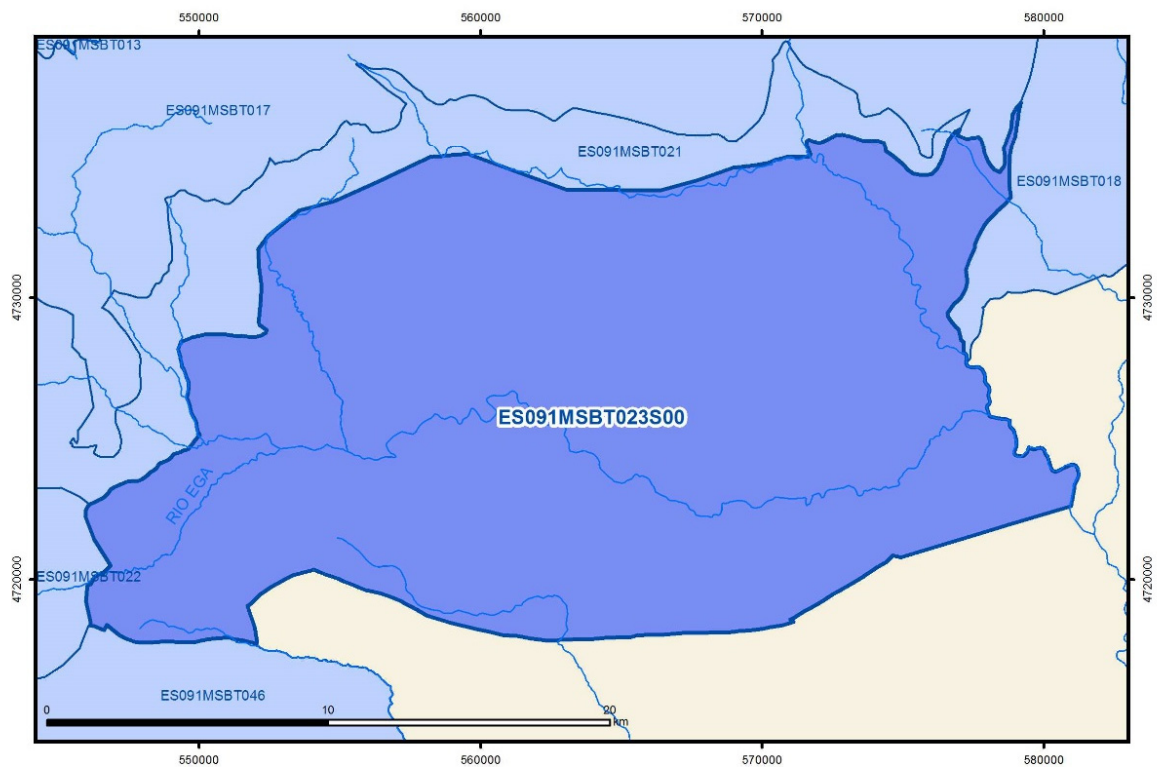 550000 560000 570000 580000
ES091MSBT013
ES091MSBT017
ES091MSBT021
ES091MSBT018
4730000 4730000
ES091MSBT023S00
RIO EGA
ES091MSBT022
4720000 4720000
ES091MSBT046
0 10 20
km
550000 560000 570000 580000